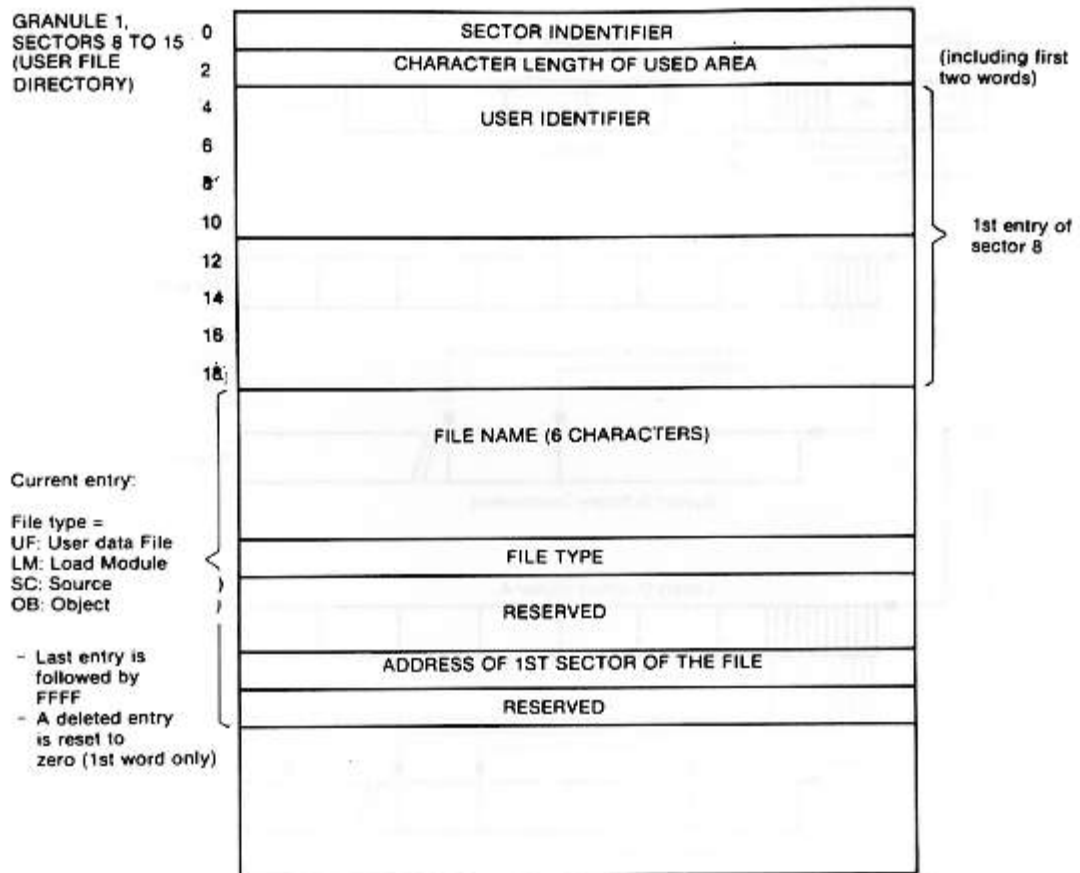 GRANULE 1,
SECTORS 8 TO 15
(USER FILE
DIRECTORY)
0
SECTOR INDENTIFIER
2
CHARACTER LENGTH OF USED AREA
(including first
two words)
4
USER IDENTIFIER
6
8
10
1st entry of
sector 8
12
14
16
18
FILE NAME (6 CHARACTERS)
Current entry:
File type =
UF: User data File
LM: Load Module
SC: Source
OB: Object
FILE TYPE
RESERVED
- Last entry is
followed by
FFFF
- A deleted entry
is reset to
zero (1st word only)
ADDRESS OF 1ST SECTOR OF THE FILE
RESERVED